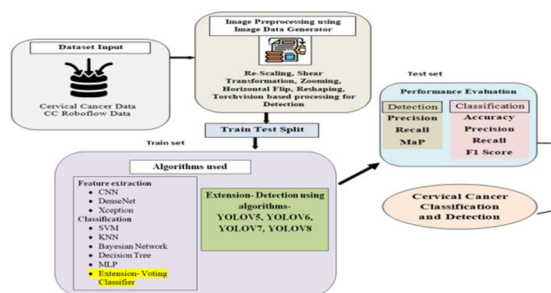 Dataset Input
Cervical Cancer Data
CC Roboflow Data
Image Preprocessing using
Image Data Generator
Re-Scaling, Shear
Transformation, Zooming,
Horizontal Flip, Reshaping,
Torchvision based processing for
Detection
Train Test Split
Train set
Algorithms used
Feature extraction
• CNN
• DenseNet
• Xception
Classification
• SVM
• KNN
• Bayesian Network
• Decision Tree
• MLP
• Extension- Voting
Classifier
Extension- Detection using
algorithms-
YOLOV5, YOLOV6,
YOLOV7, YOLOV8
Test set
Performance Evaluation
Detection
Precision
Recall
MaP
Classification
Accuracy
Precision
Recall
F1 Score
Cervical Cancer
Classification
and Detection